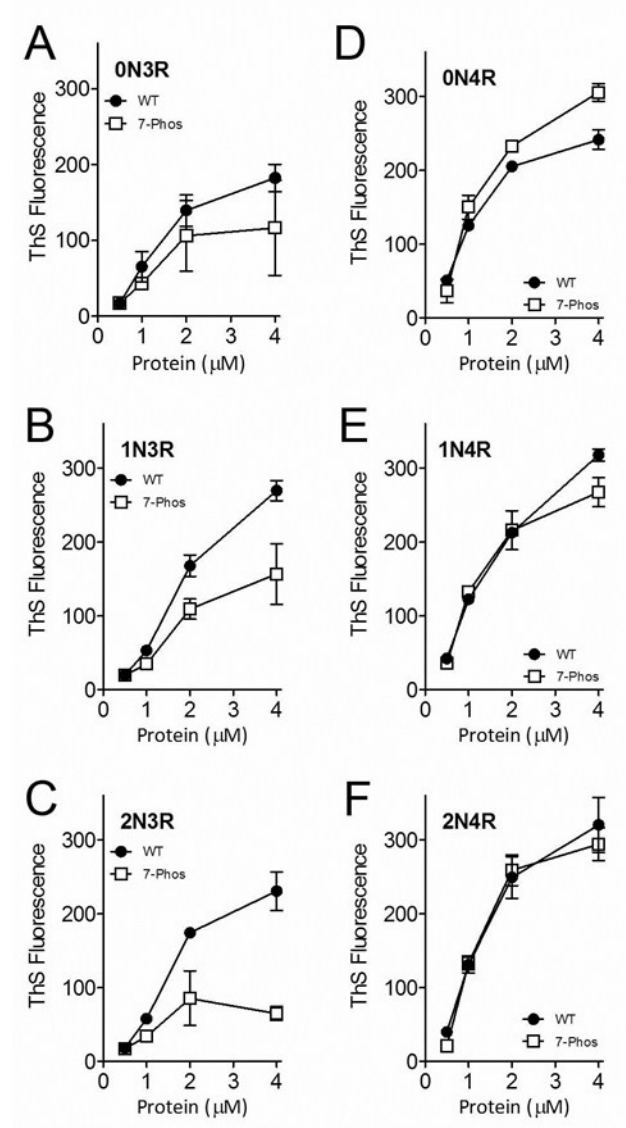 A
0N3R
WT
7-Phos
ThS Fluorescence
300
200
100
0
0 1 2 3 4
Protein (μM)
D
0N4R
ThS Fluorescence
300
200
100
0
WT
7-Phos
0 1 2 3 4
Protein (μM)
B
1N3R
WT
7-Phos
ThS Fluorescence
300
200
100
0
0 1 2 3 4
Protein (μM)
E
1N4R
ThS Fluorescence
300
200
100
0
WT
7-Phos
0 1 2 3 4
Protein (μM)
C
2N3R
WT
7-Phos
ThS Fluorescence
300
200
100
0
0 1 2 3 4
Protein (μM)
F
2N4R
ThS Fluorescence
300
200
100
0
WT
7-Phos
0 1 2 3 4
Protein (μM)